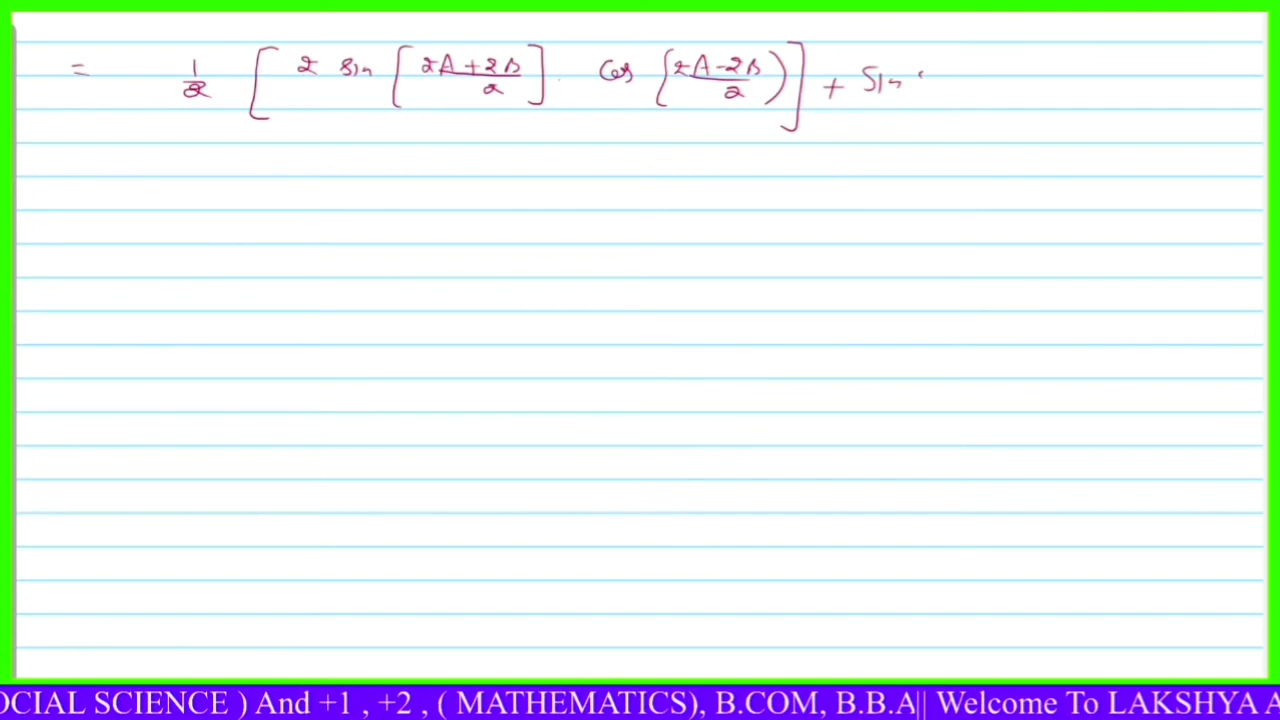 = 1/2 [ 2 sin [ 2A + 2B / 2 ] . Cos ( 2A - 2B / 2 ) ] + Sin
OCIAL SCIENCE ) And +1 , +2 , ( MATHEMATICS), B.COM, B.B.A|| Welcome To LAKSHYA A